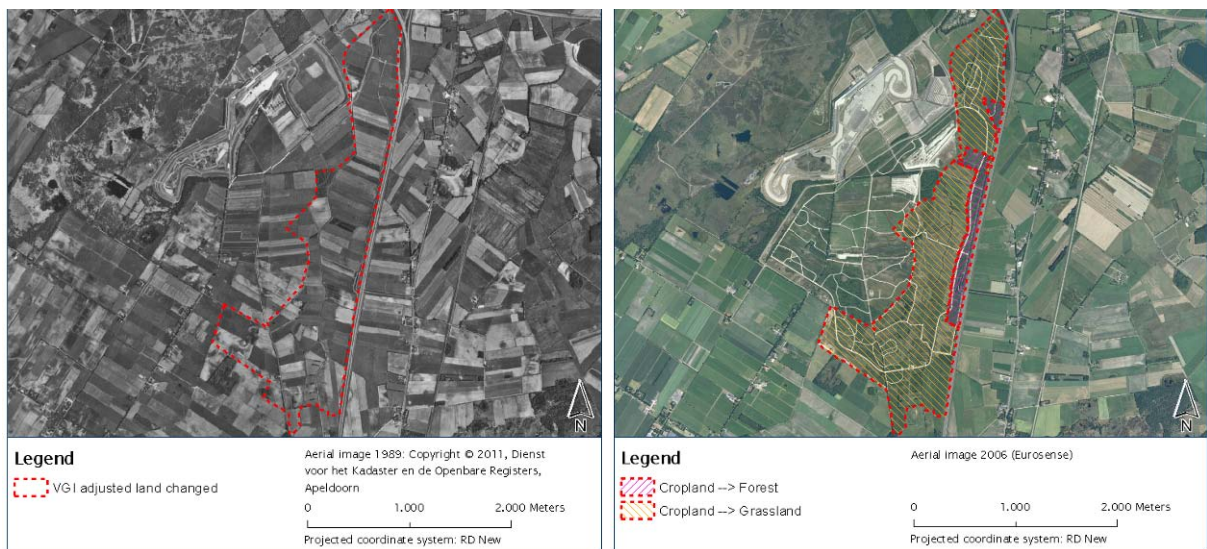 N
Legend
VGI adjusted land changed
Aerial image 1989: Copyright © 2011, Dienst
voor het Kadaster en de Openbare Registers,
Apeldoorn
0 1.000 2.000 Meters
Projected coordinate system: RD New
N
Legend
Cropland --> Forest
Cropland --> Grassland
Aerial image 2006 (Eurosense)
0 1.000 2.000 Meters
Projected coordinate system: RD New